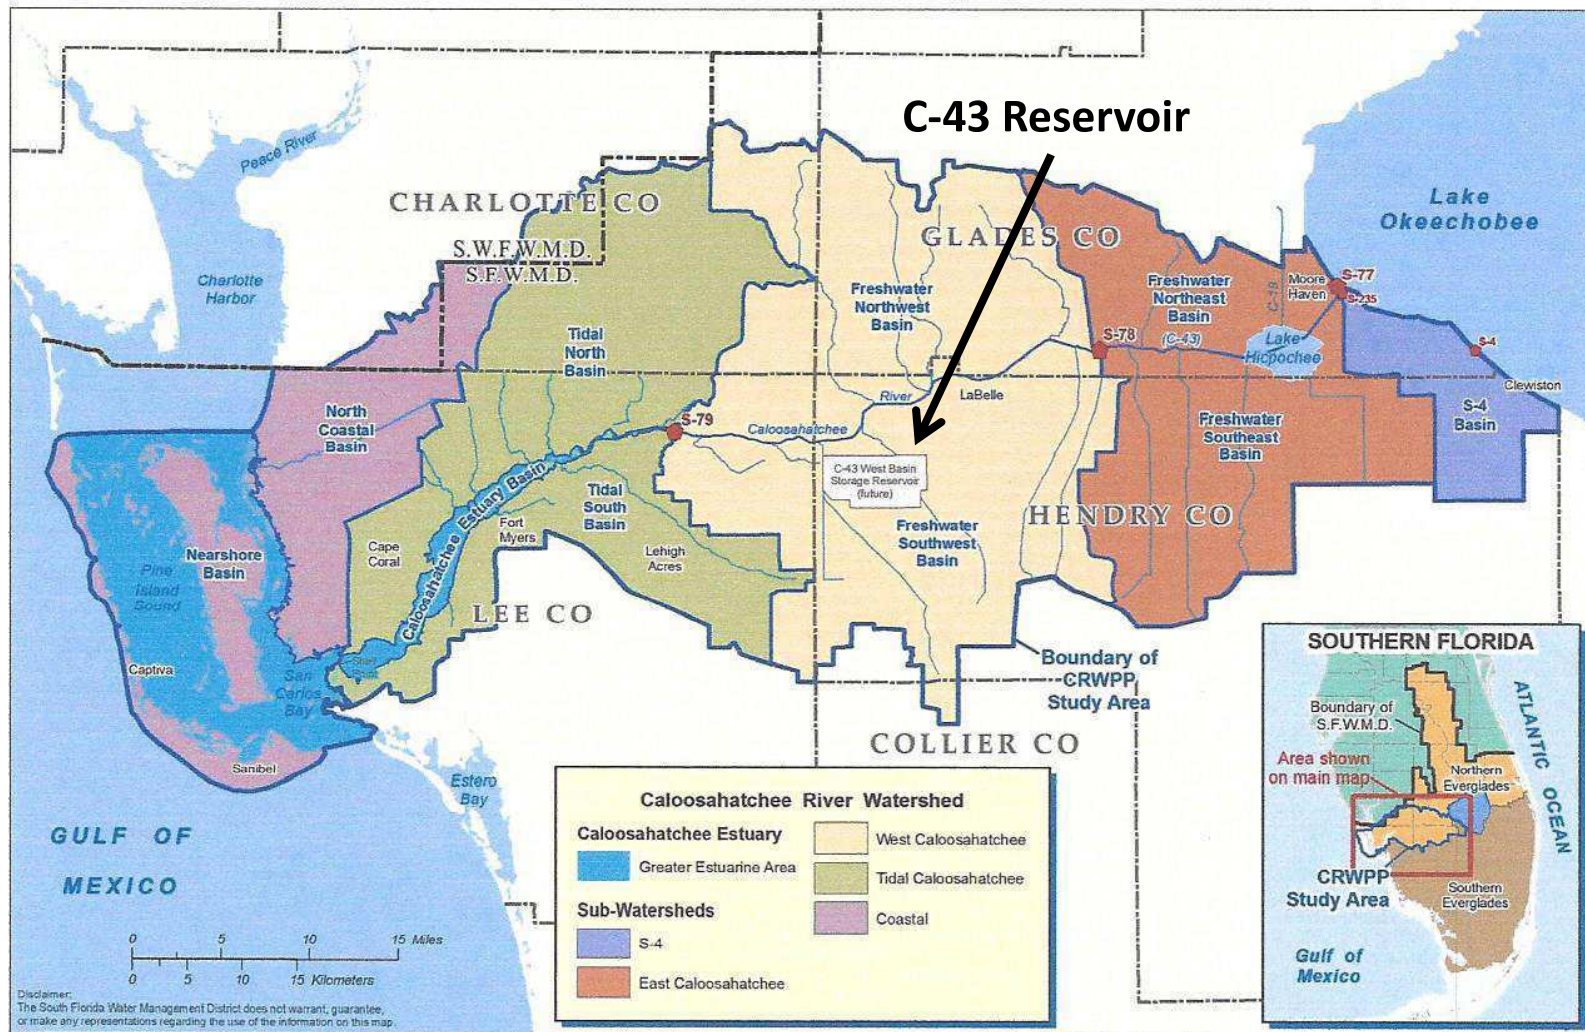 C-43 Reservoir
Peace River
CHARLOTTE CO
S.W.F.W.M.D.
S.F.W.M.D.
Charlotte
Harbor
GLADES CO
Lake
Okeechobee
Freshwater
Northwest
Basin
Freshwater
Northeast
Basin
(C-43)
C-19
Moore
Haven
S-77
S-235
Lake
Hicpochee
S-78
S-4
Clewiston
S-4
Basin
Tidal
North
Basin
North
Coastal
Basin
S-79
Caloosahatchee
River
LaBelle
Freshwater
Southeast
Basin
C-43 West Basin
Storage Reservoir
(future)
HENDRY CO
Freshwater
Southwest
Basin
Caloosahatchee Estuary Basin
Tidal
South
Basin
Fort
Myers
Lehigh
Acres
Cape
Coral
Nearshore
Basin
Pine
Island
Sound
LEE CO
Captiva
San
Carlos
Bay
Sanibel
Estero
Bay
Boundary of
CRWPP
Study Area
COLLIER CO
GULF OF
MEXICO
0 5 10 15 Miles
0 5 10 15 Kilometers
Disclaimer:
The South Florida Water Management District does not warrant, guarantee,
or make any representations regarding the use of the information on this map.
Caloosahatchee River Watershed
Caloosahatchee Estuary
Greater Estuarine Area
Sub-Watersheds
S-4
East Caloosahatchee
West Caloosahatchee
Tidal Caloosahatchee
Coastal
SOUTHERN FLORIDA
Boundary of
S.F.W.M.D.
Area shown
on main map
Northern
Everglades
ATLANTIC OCEAN
CRWPP
Study Area
Southern
Everglades
Gulf of
Mexico